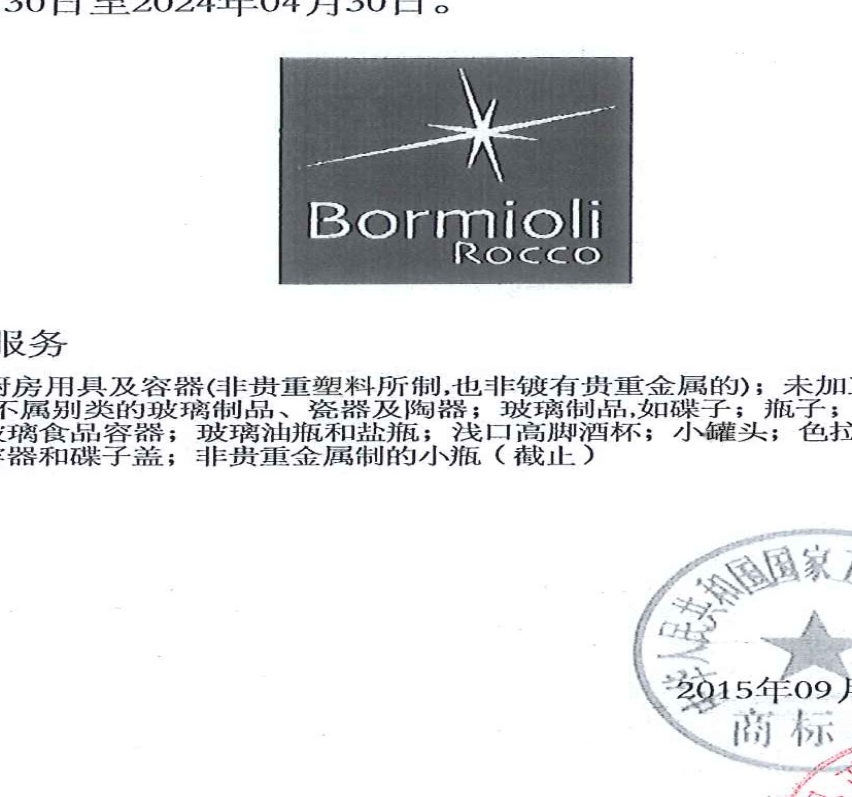 30日至2024年04月30日。
Bormioli
Rocco
服务
厨房用具及容器(非贵重塑料所制,也非镀有贵重金属的)；未加工
不属别类的玻璃制品、瓷器及陶器；玻璃制品,如碟子；瓶子；
玻璃食品容器；玻璃油瓶和盐瓶；浅口高脚酒杯；小罐头；色拉
容器和碟子盖；非贵重金属制的小瓶（截止）
中华人民共和国国家
2015年09月
商标